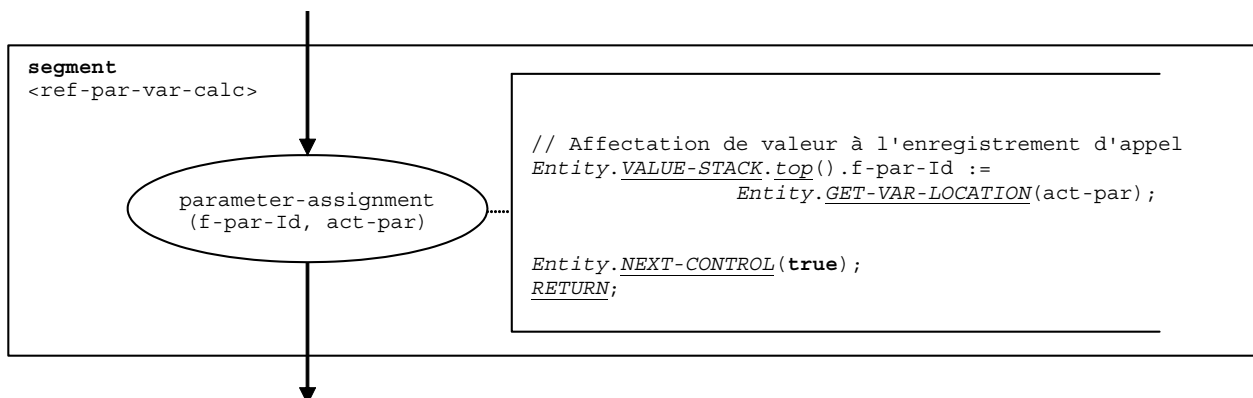 segment
<ref-par-var-calc>
parameter-assignment
(f-par-Id, act-par)
// Affectation de valeur à l'enregistrement d'appel
Entity.VALUE-STACK.top().f-par-Id :=
Entity.GET-VAR-LOCATION(act-par);
Entity.NEXT-CONTROL(true);
RETURN;